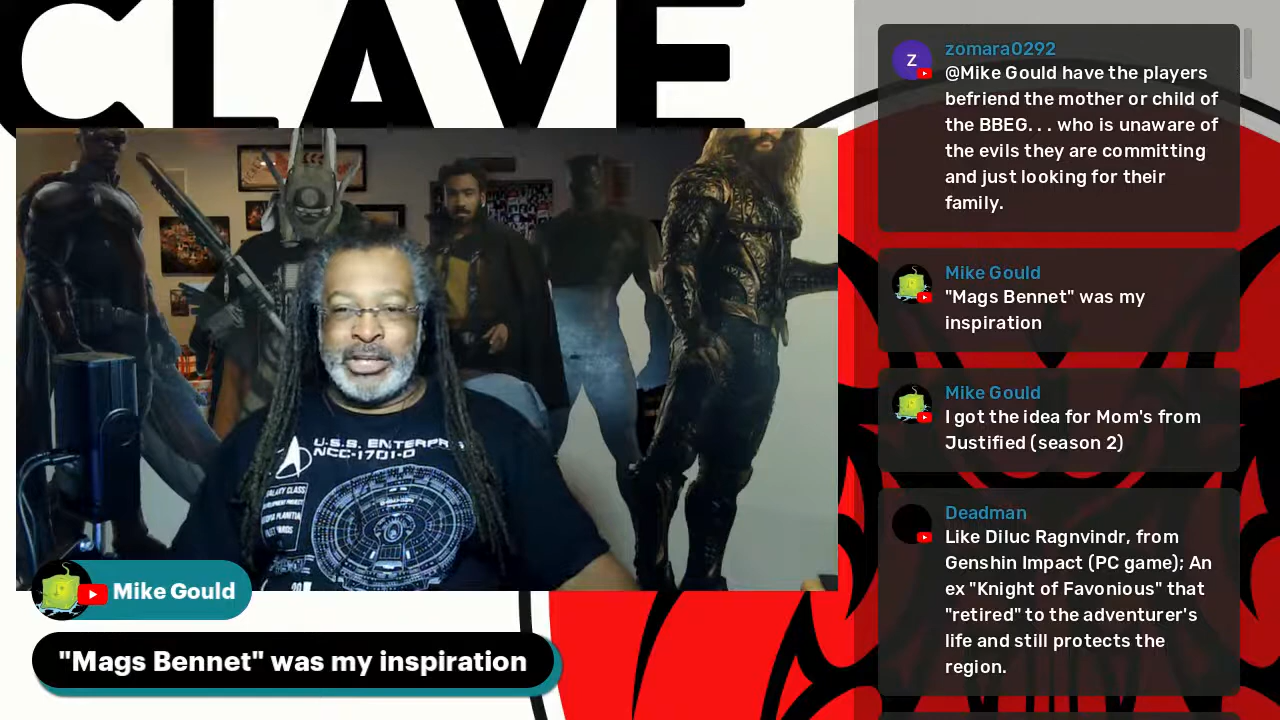 CLAVE
U.S.S. ENTERPR
NCC-1701-D
GALAXY CLASS
Mike Gould
"Mags Bennet" was my inspiration
Z
zomara0292
@Mike Gould have the players
befriend the mother or child of
the BBEG. . . who is unaware of
the evils they are committing
and just looking for their
family.
Mike Gould
"Mags Bennet" was my
inspiration
Mike Gould
I got the idea for Mom's from
Justified (season 2)
Deadman
Like Diluc Ragnvindr, from
Genshin Impact (PC game); An
ex "Knight of Favonious" that
"retired" to the adventurer's
life and still protects the
region.